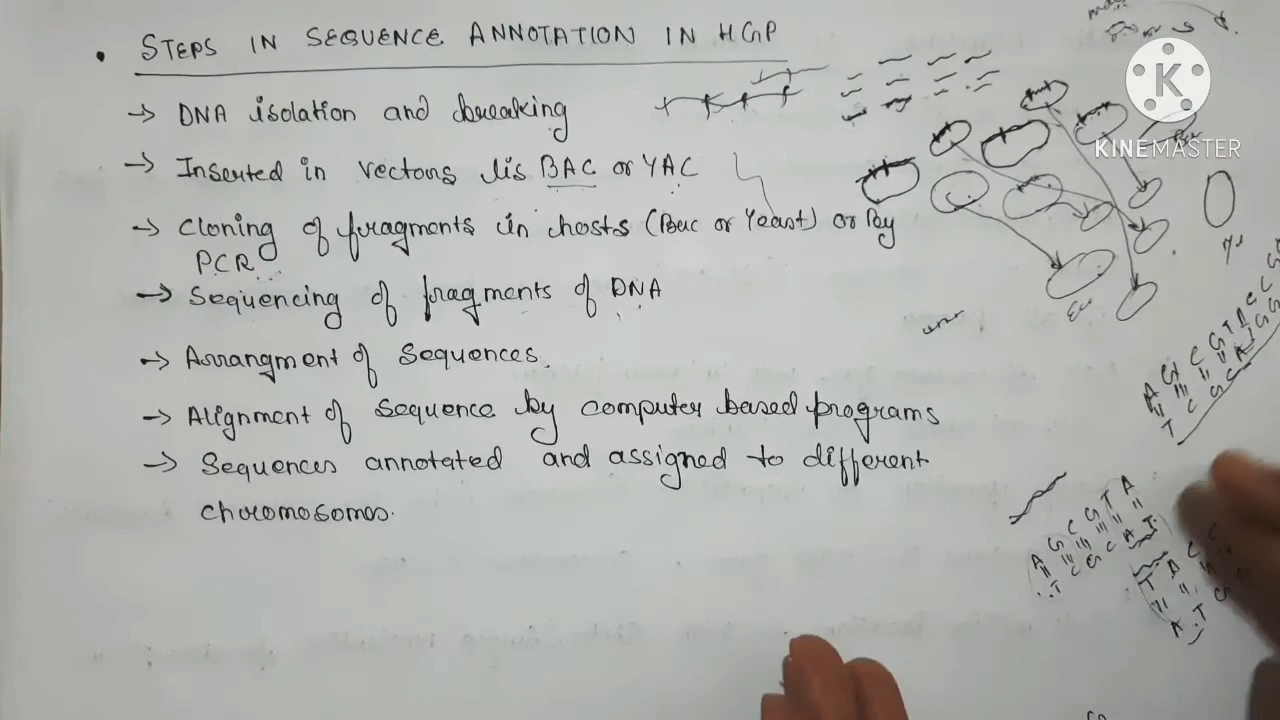 • STEPS IN SEQUENCE ANNOTATION IN HGP
→ DNA isolation and breaking
→ Inserted in vectors lis BAC or YAC
→ Cloning of fragments in hosts (Bac or Yeast) or By
PCR
→ Sequencing of fragments of DNA
→ Arrangment of Sequences.
→ Alignment of Sequence by computer based programs
→ Sequences annotated and assigned to different
chromosomes.
K
KINEMASTER
A G C G T A
T C G C A T
T A C C
A T